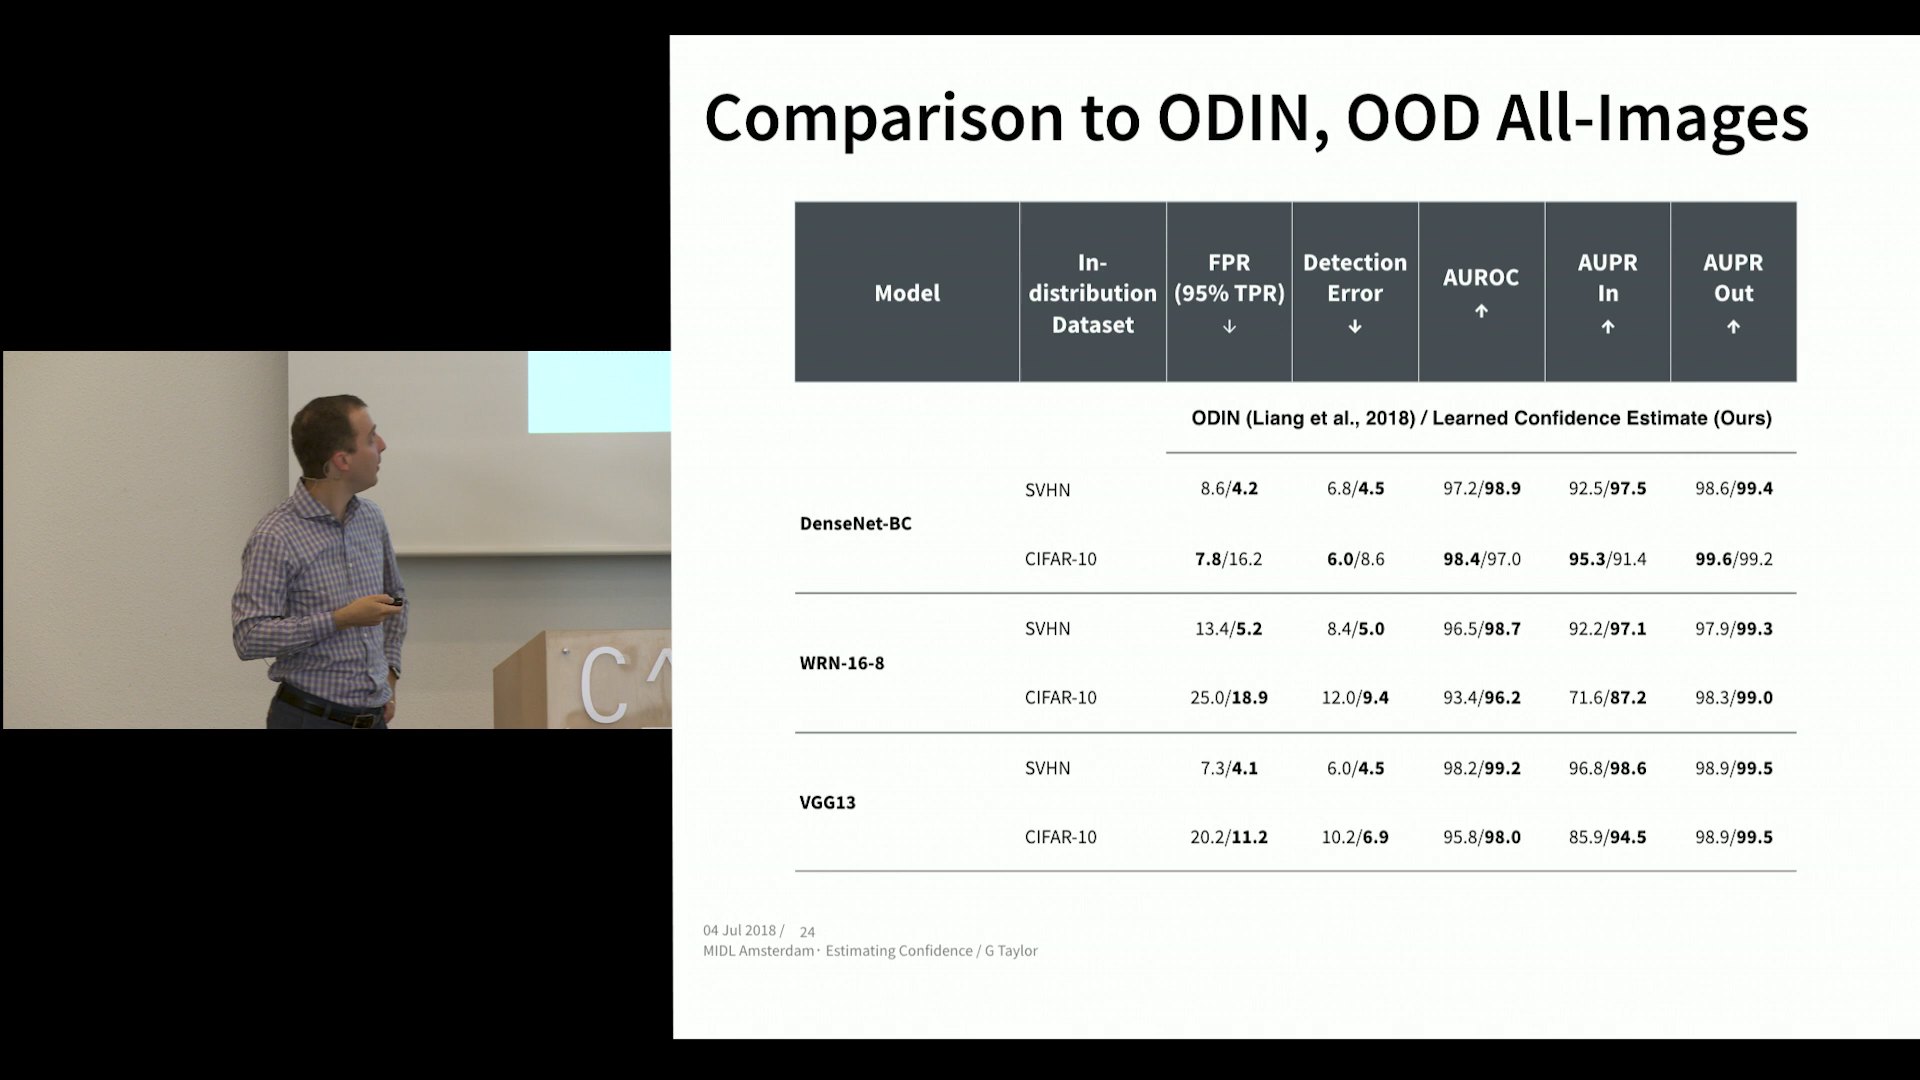 Comparison to ODIN, OOD All-Images
Model
In-
distribution
Dataset
FPR
(95% TPR)
↓
Detection
Error
↓
AUROC
↑
AUPR
In
↑
AUPR
Out
↑
ODIN (Liang et al., 2018) / Learned Confidence Estimate (Ours)
DenseNet-BC
SVHN 8.6/4.2 6.8/4.5 97.2/98.9 92.5/97.5 98.6/99.4
CIFAR-10 7.8/16.2 6.0/8.6 98.4/97.0 95.3/91.4 99.6/99.2
WRN-16-8
SVHN 13.4/5.2 8.4/5.0 96.5/98.7 92.2/97.1 97.9/99.3
CIFAR-10 25.0/18.9 12.0/9.4 93.4/96.2 71.6/87.2 98.3/99.0
VGG13
SVHN 7.3/4.1 6.0/4.5 98.2/99.2 96.8/98.6 98.9/99.5
CIFAR-10 20.2/11.2 10.2/6.9 95.8/98.0 85.9/94.5 98.9/99.5
04 Jul 2018 / 24
MIDL Amsterdam · Estimating Confidence / G Taylor